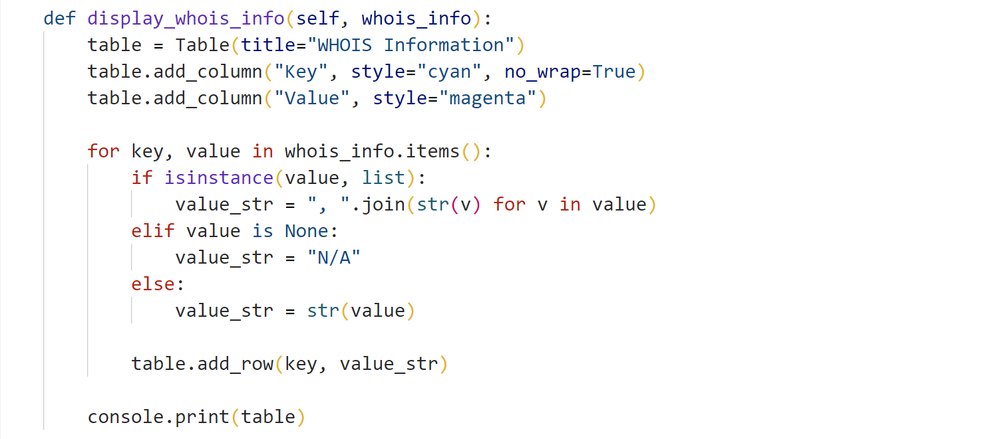 def display_whois_info(self, whois_info):
    table = Table(title="WHOIS Information")
    table.add_column("Key", style="cyan", no_wrap=True)
    table.add_column("Value", style="magenta")

    for key, value in whois_info.items():
        if isinstance(value, list):
            value_str = ", ".join(str(v) for v in value)
        elif value is None:
            value_str = "N/A"
        else:
            value_str = str(value)

        table.add_row(key, value_str)

    console.print(table)